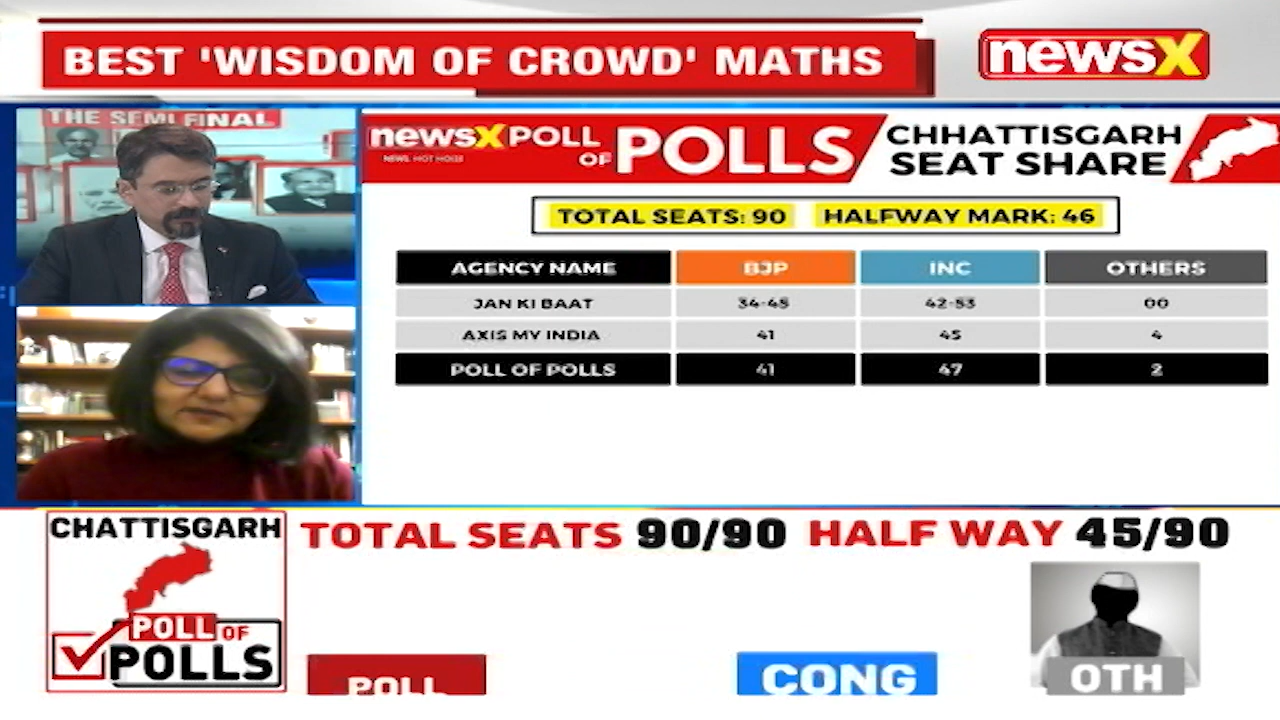 BEST 'WISDOM OF CROWD' MATHS
newsX
THE SEMI FINAL
newsX POLL OF POLLS
CHHATTISGARH
SEAT SHARE
TOTAL SEATS: 90 HALFWAY MARK: 46
AGENCY NAME BJP INC OTHERS
JAN KI BAAT 34-45 42-53 00
AXIS MY INDIA 41 45 4
POLL OF POLLS 41 47 2
CHATTISGARH
POLL OF
POLLS
TOTAL SEATS 90/90 HALF WAY 45/90
POLL CONG OTH